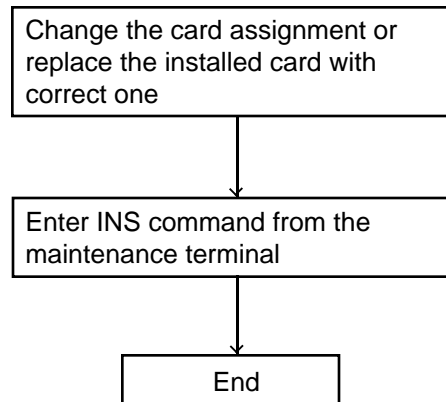 Change the card assignment or
replace the installed card with
correct one
Enter INS command from the
maintenance terminal
End